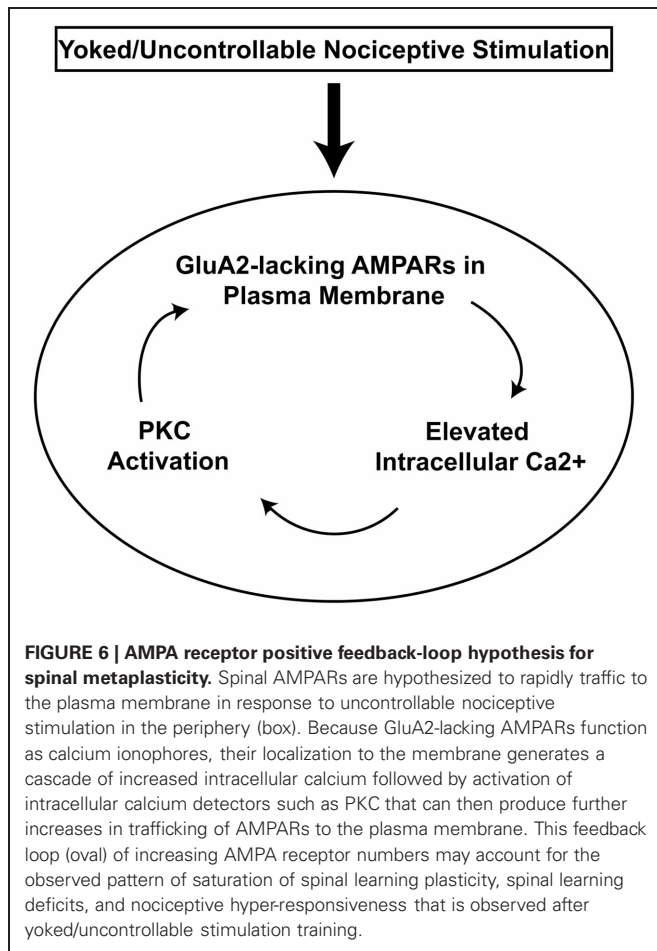 Yoked/Uncontrollable Nociceptive Stimulation
GluA2-lacking AMPARs in
Plasma Membrane
PKC
Activation
Elevated
Intracellular Ca2+
FIGURE 6 | AMPA receptor positive feedback-loop hypothesis for
spinal metaplasticity. Spinal AMPARs are hypothesized to rapidly traffic to
the plasma membrane in response to uncontrollable nociceptive
stimulation in the periphery (box). Because GluA2-lacking AMPARs function
as calcium ionophores, their localization to the membrane generates a
cascade of increased intracellular calcium followed by activation of
intracellular calcium detectors such as PKC that can then produce further
increases in trafficking of AMPARs to the plasma membrane. This feedback
loop (oval) of increasing AMPA receptor numbers may account for the
observed pattern of saturation of spinal learning plasticity, spinal learning
deficits, and nociceptive hyper-responsiveness that is observed after
yoked/uncontrollable stimulation training.